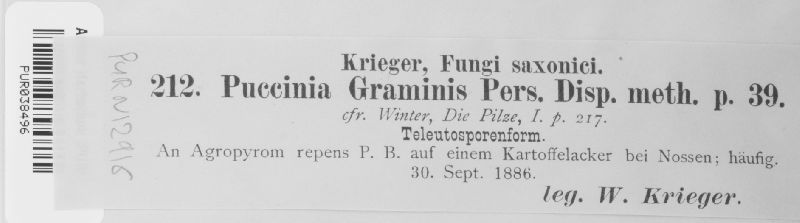 Krieger, Fungi saxonici.
212. Puccinia Graminis Pers. Disp. meth. p. 39.
cfr. Winter, Die Pilze, I. p. 217.
Teleutosporenform.
An Agropyrom repens P. B. auf einem Kartoffelacker bei Nossen; häufig.
30. Sept. 1886.
leg. W. Krieger.
PUR038496
PUR N12916